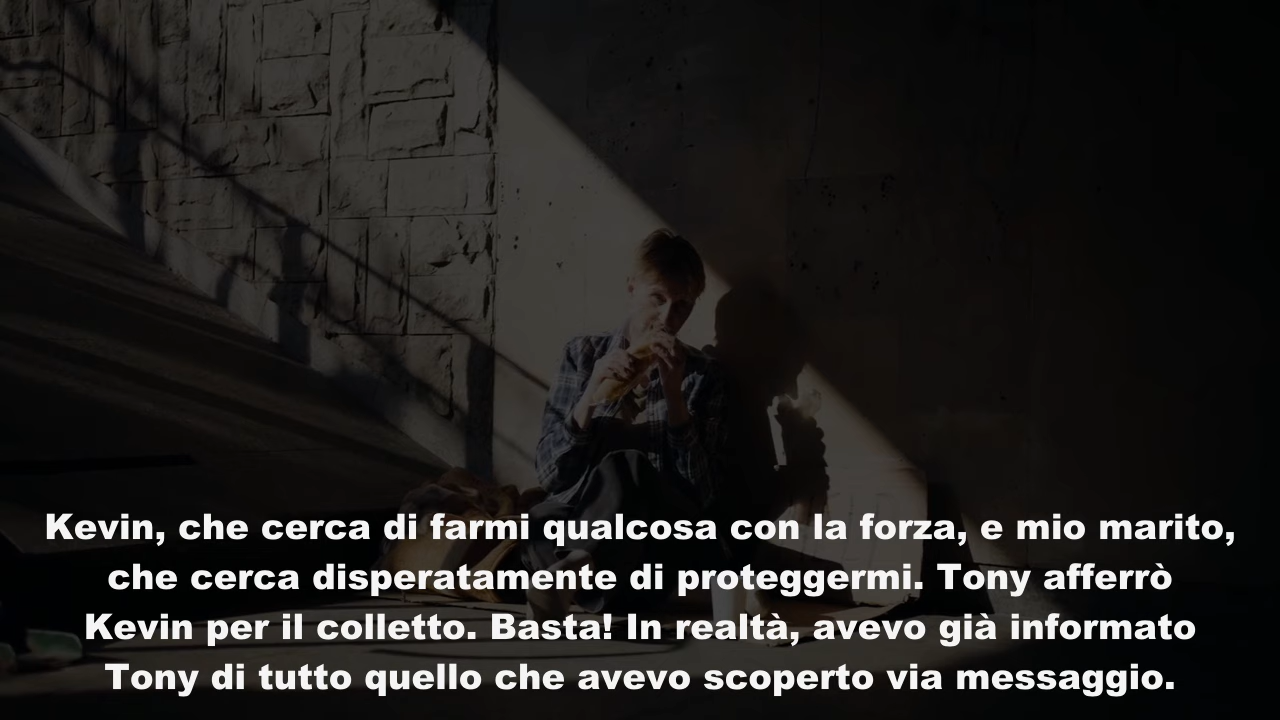 Kevin, che cerca di farmi qualcosa con la forza, e mio marito,
che cerca disperatamente di proteggermi. Tony afferrò
Kevin per il colletto. Basta! In realtà, avevo già informato
Tony di tutto quello che avevo scoperto via messaggio.